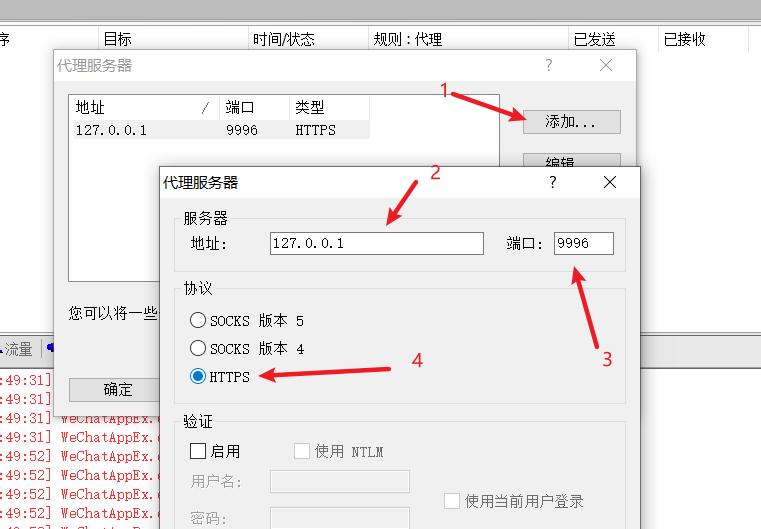 序 目标 时间/状态 规则:代理 已发送 已接收
代理服务器 ?
1
地址 / 端口 类型
127.0.0.1 9996 HTTPS
添加...
编辑
2
代理服务器 ?
服务器
地址: 127.0.0.1 端口: 9996
协议
您可以将一些
SOCKS 版本 5
流量
SOCKS 版本 4
3
4
HTTPS
:49:31]
确定
:49:31]
:49:31] WeChatAppEx.
验证
:49:31] WeChatAppEx.
启用 使用 NTLM
:49:52] WeChatAppEx.
:49:52] WeChatAppEx.
用户名:
:49:52] WeChatAppEx.
使用当前用户登录
:49:52] WeChatAppEx.
密码:
:49:52] WeChatAppEx.